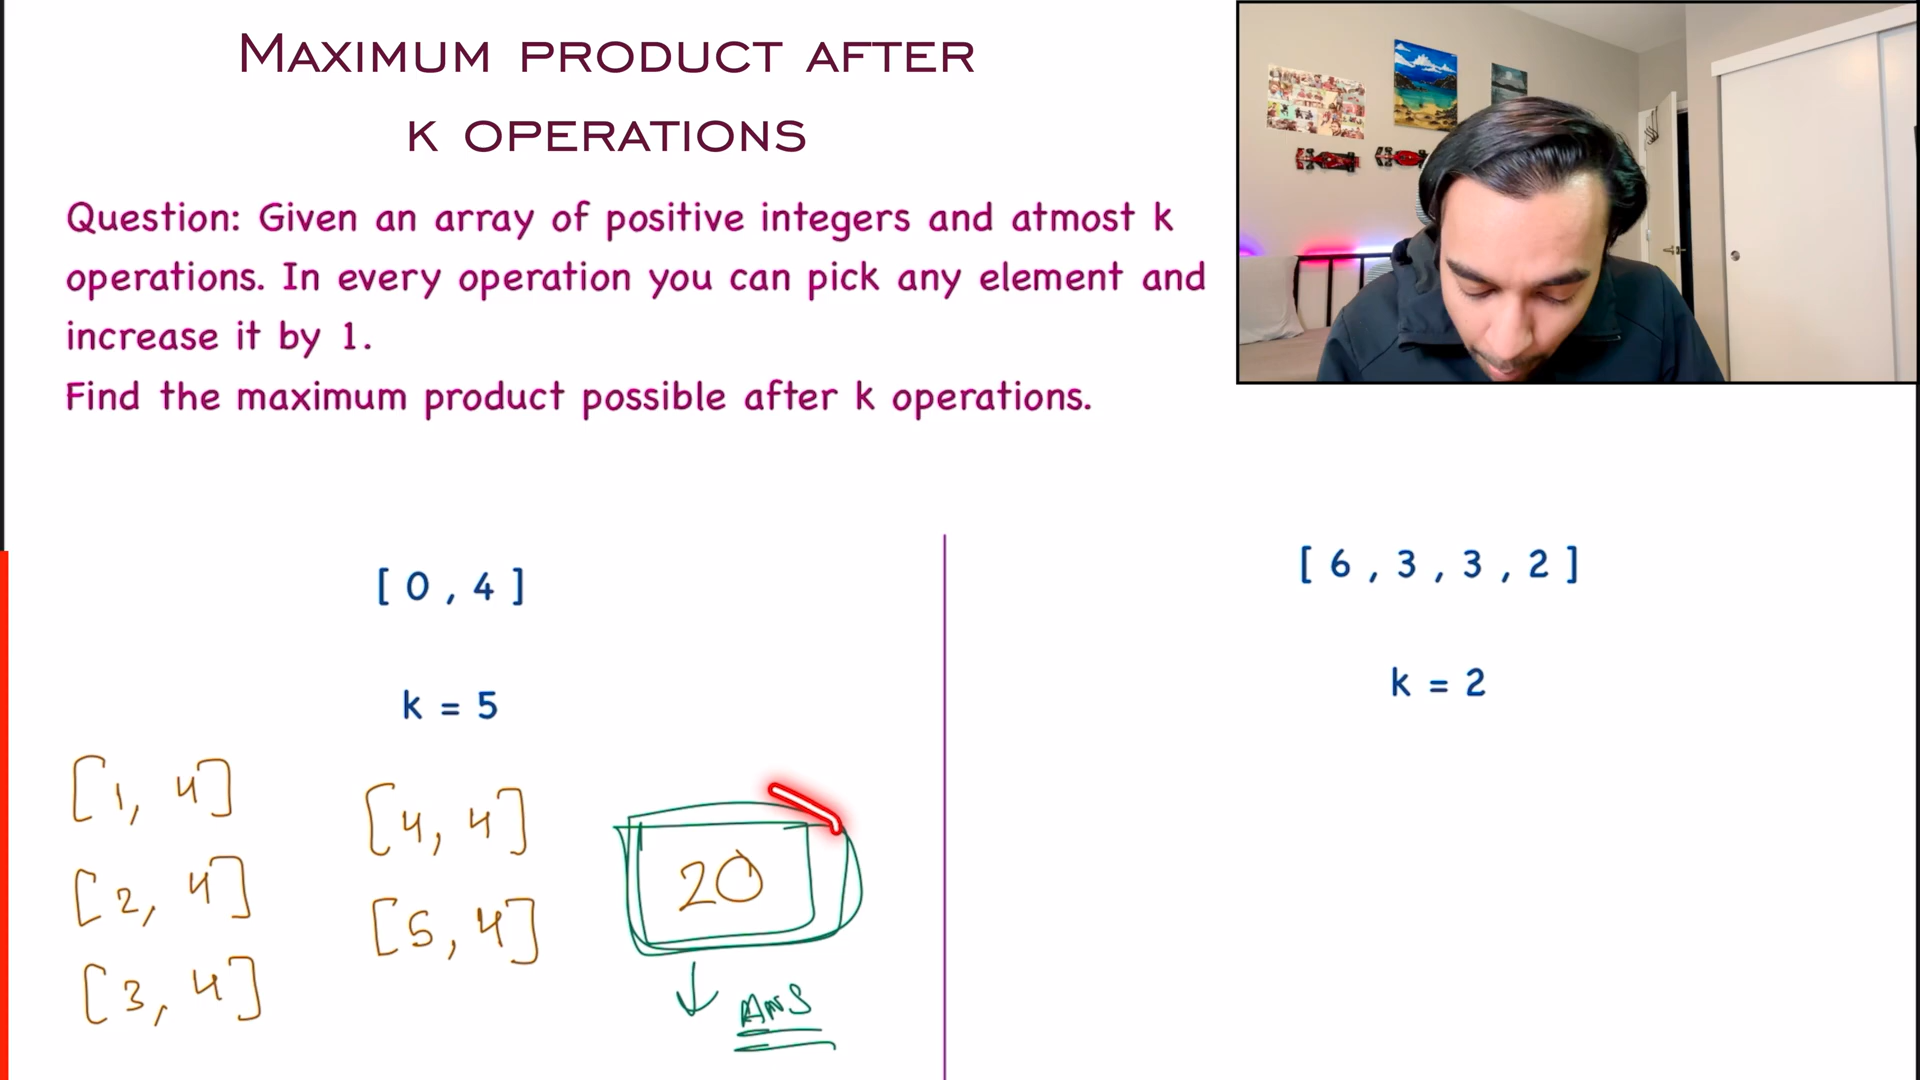 MAXIMUM PRODUCT AFTER
K OPERATIONS
Question: Given an array of positive integers and atmost k
operations. In every operation you can pick any element and
increase it by 1.
Find the maximum product possible after k operations.
[ 0 , 4 ]
k = 5
[1, 4]
[2, 4]
[3, 4]
[4, 4]
[5, 4]
20
ANS
[ 6 , 3 , 3 , 2 ]
k = 2